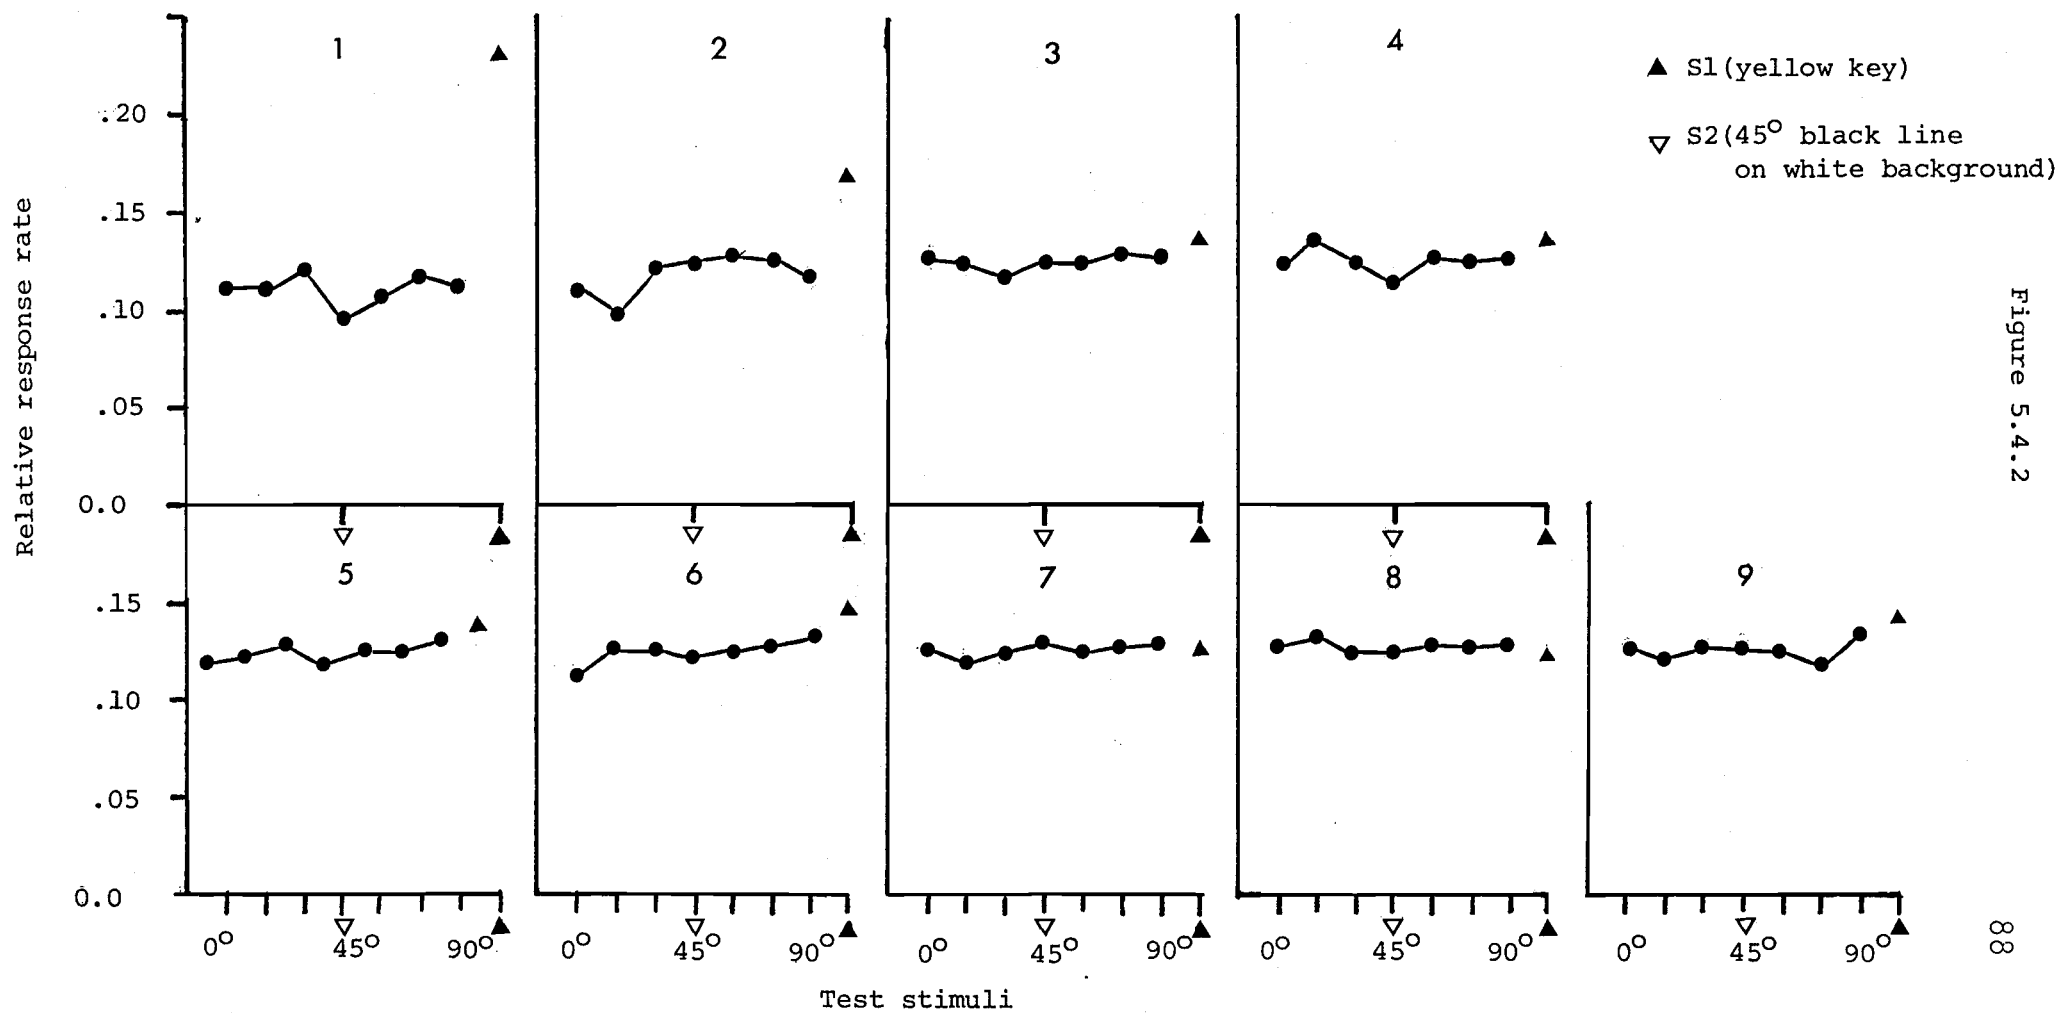 1
2
3
4
▲ S1(yellow key)
▽ S2(45° black line
on white background)
.20
.15
.10
.05
0.0
Relative response rate
Figure 5.4.2
5
6
7
8
9
.15
.10
.05
0.0
0° 45° 90°
0° 45° 90°
0° 45° 90°
0° 45° 90°
0° 45° 90°
Test stimuli
88